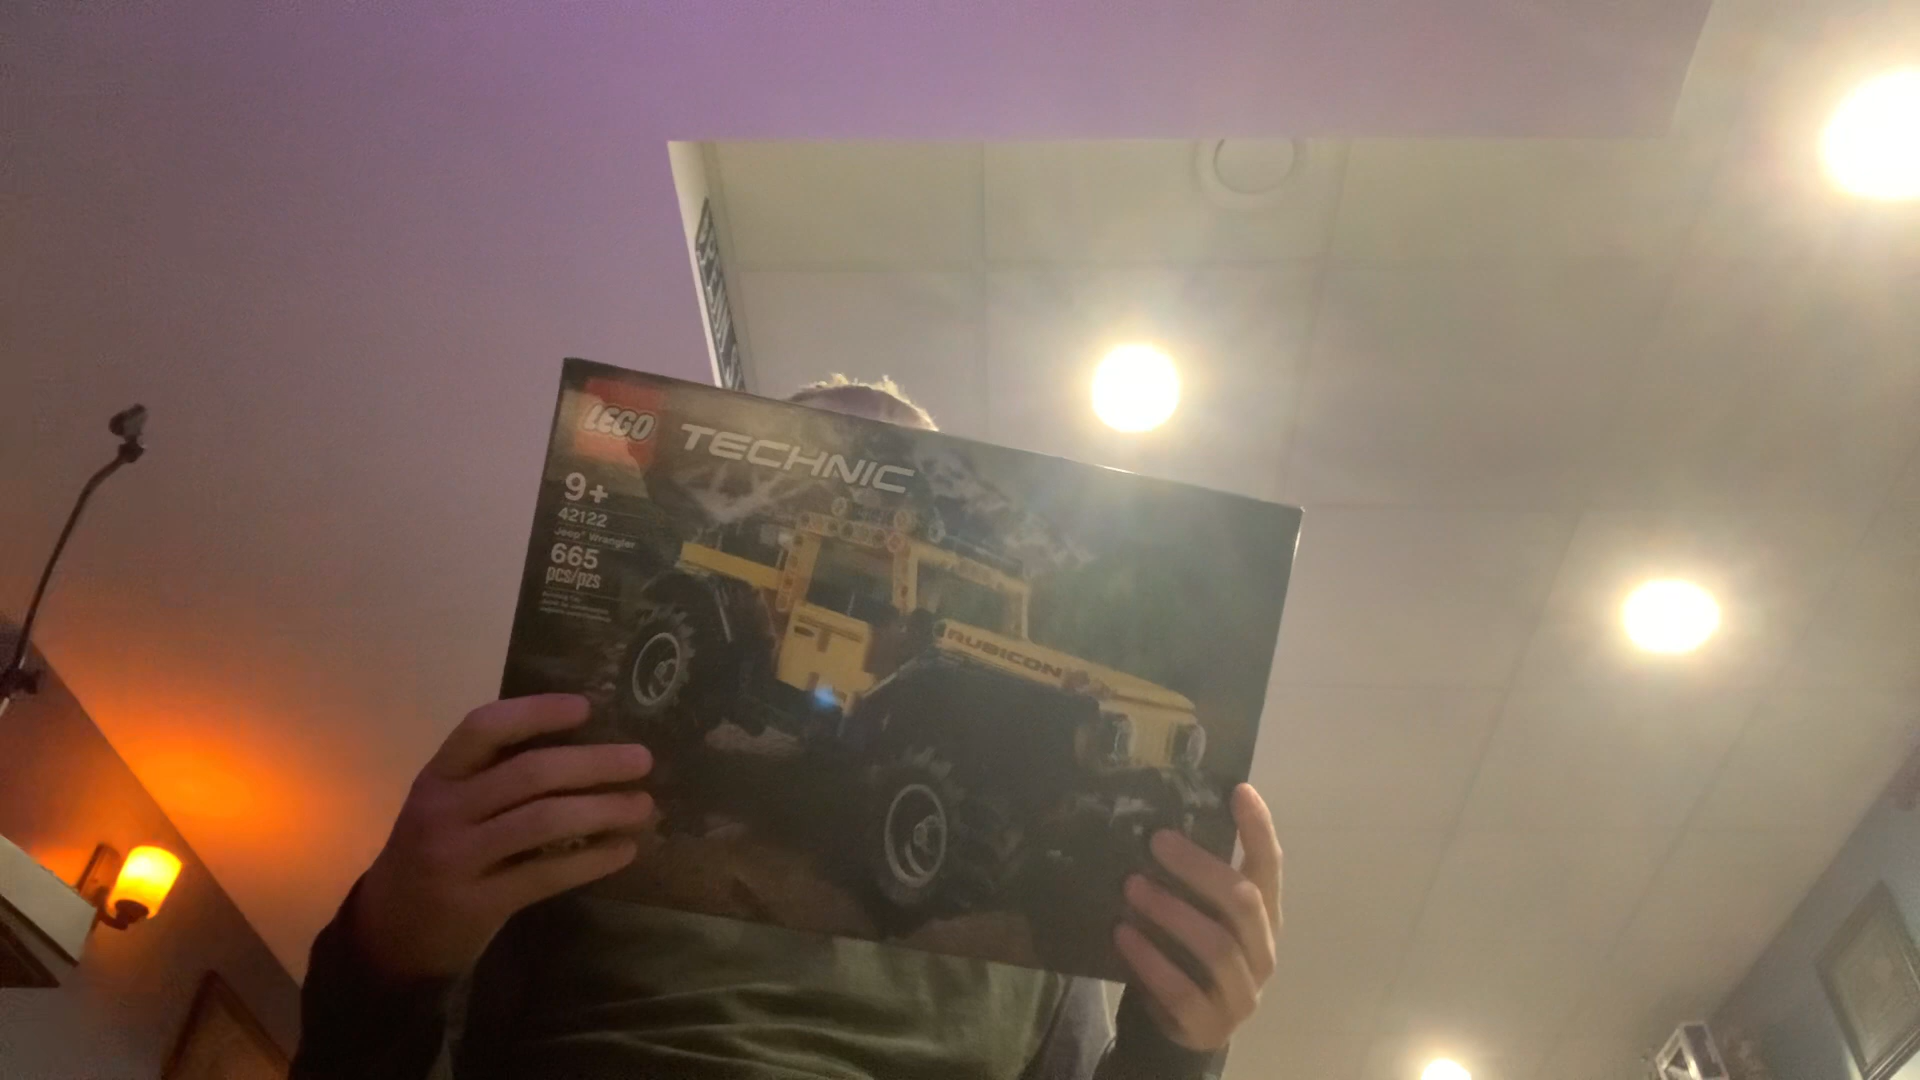 LEGO
TECHNIC
9+
42122
Jeep® Wrangler
665
pcs/pzs
RUBICON